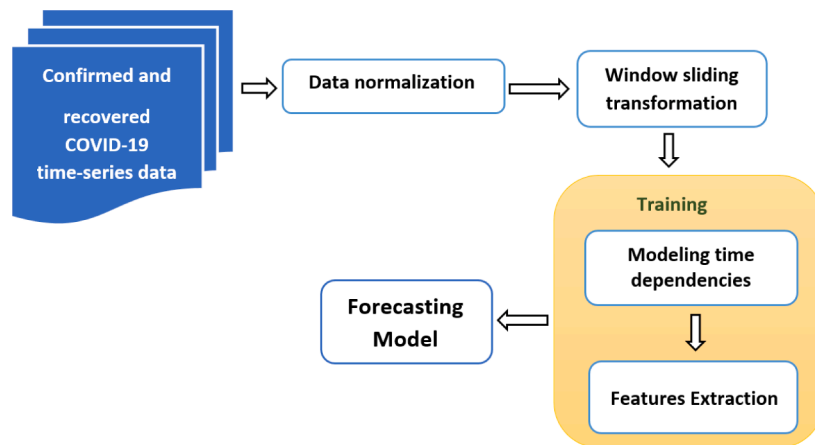 Confirmed and
recovered
COVID-19
time-series data
Data normalization
Window sliding
transformation
Training
Modeling time
dependencies
Features Extraction
Forecasting
Model